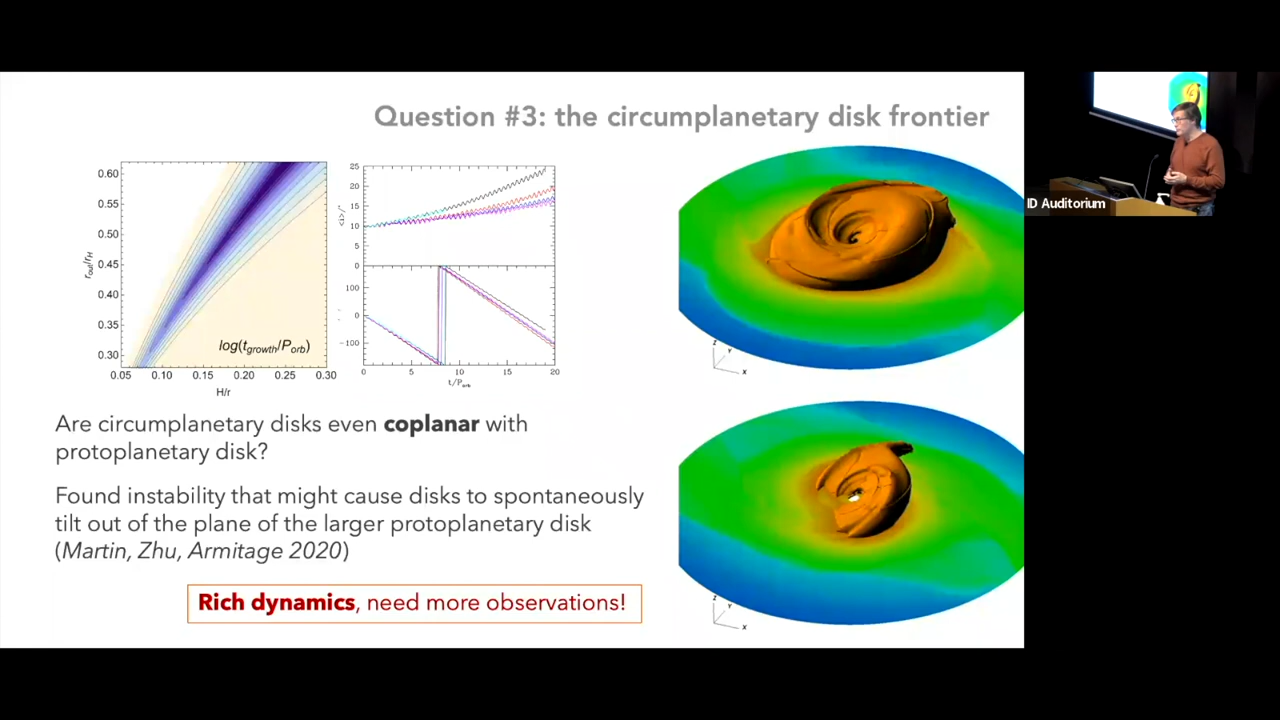 Question #3: the circumplanetary disk frontier
ID Auditorium
0.60
0.55
0.50
0.45
0.40
0.35
0.30
r_out/r_H
log(t_growth/P_orb)
0.05 0.10 0.15 0.20 0.25 0.30
H/r
25
20
15
10
5
0
<i>/°
100
0
-100
0 5 10 15 20
t/P_orb
Z
Y
X
Are circumplanetary disks even coplanar with
protoplanetary disk?
Found instability that might cause disks to spontaneously
tilt out of the plane of the larger protoplanetary disk
(Martin, Zhu, Armitage 2020)
Rich dynamics, need more observations!
Z
Y
X